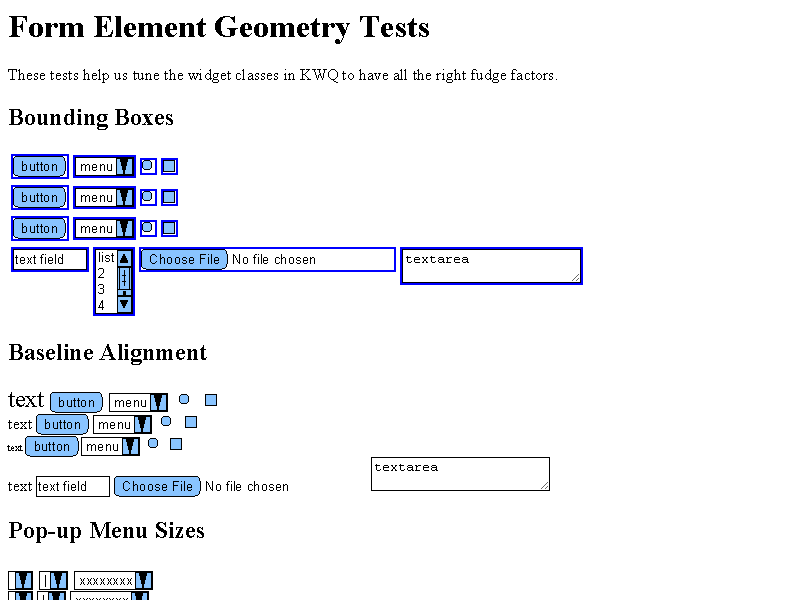 Form Element Geometry Tests
These tests help us tune the widget classes in KWQ to have all the right fudge factors.
Bounding Boxes
button menu
button menu
button menu
text field list Choose File No file chosen textarea
2
3
4
Baseline Alignment
text button menu
text button menu
text button menu
textarea
text text field Choose File No file chosen
Pop-up Menu Sizes
| xxxxxxxx
| xxxxxxxx